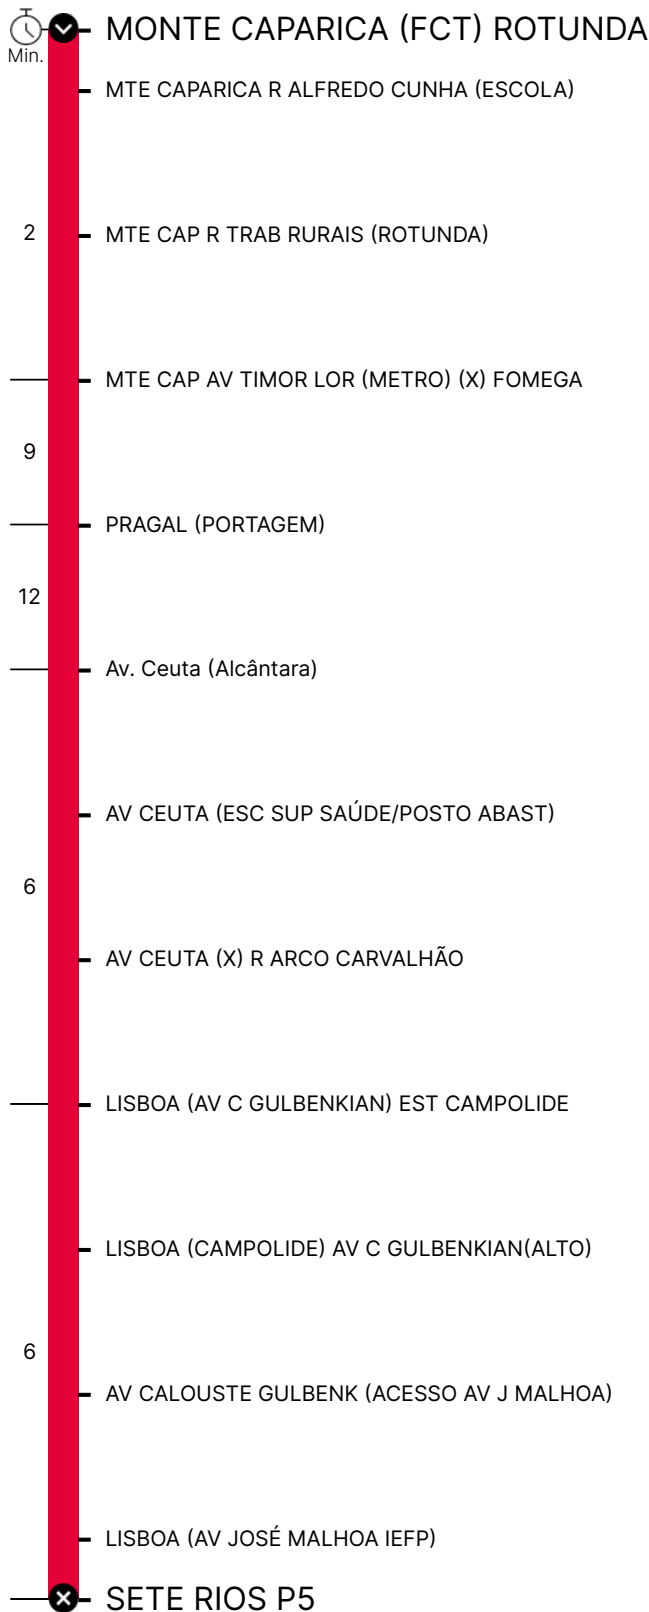 MONTE CAPARICA (FCT) ROTUNDA
Min.
MTE CAPARICA R ALFREDO CUNHA (ESCOLA)
2
MTE CAP R TRAB RURAIS (ROTUNDA)
MTE CAP AV TIMOR LOR (METRO) (X) FOMEGA
9
PRAGAL (PORTAGEM)
12
Av. Ceuta (Alcântara)
AV CEUTA (ESC SUP SAÚDE/POSTO ABAST)
6
AV CEUTA (X) R ARCO CARVALHÃO
LISBOA (AV C GULBENKIAN) EST CAMPOLIDE
LISBOA (CAMPOLIDE) AV C GULBENKIAN(ALTO)
6
AV CALOUSTE GULBENK (ACESSO AV J MALHOA)
LISBOA (AV JOSÉ MALHOA IEFP)
SETE RIOS P5